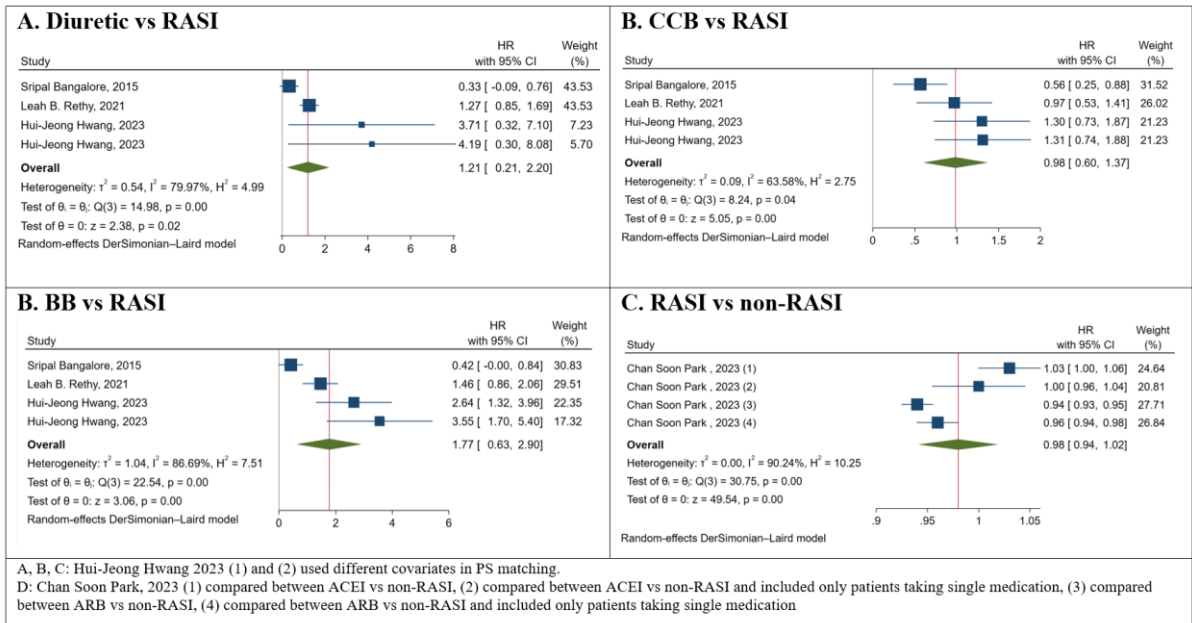 A. Diuretic vs RASI
HR Weight
Study with 95% CI (%)
Sripal Bangalore, 2015 0.33 [ -0.09, 0.76] 43.53
Leah B. Rethy, 2021 1.27 [ 0.85, 1.69] 43.53
Hui-Jeong Hwang, 2023 3.71 [ 0.32, 7.10] 7.23
Hui-Jeong Hwang, 2023 4.19 [ 0.30, 8.08] 5.70
Overall 1.21 [ 0.21, 2.20]
Heterogeneity: τ² = 0.54, I² = 79.97%, H² = 4.99
Test of θᵢ = θⱼ: Q(3) = 14.98, p = 0.00
Test of θ = 0: z = 2.38, p = 0.02
Random-effects DerSimonian–Laird model
0 2 4 6 8
B. CCB vs RASI
HR Weight
Study with 95% CI (%)
Sripal Bangalore, 2015 0.56 [ 0.25, 0.88] 31.52
Leah B. Rethy, 2021 0.97 [ 0.53, 1.41] 26.02
Hui-Jeong Hwang, 2023 1.30 [ 0.73, 1.87] 21.23
Hui-Jeong Hwang, 2023 1.31 [ 0.74, 1.88] 21.23
Overall 0.98 [ 0.60, 1.37]
Heterogeneity: τ² = 0.09, I² = 63.58%, H² = 2.75
Test of θᵢ = θⱼ: Q(3) = 8.24, p = 0.04
Test of θ = 0: z = 5.05, p = 0.00
Random-effects DerSimonian–Laird model
0 .5 1 1.5 2
B. BB vs RASI
HR Weight
Study with 95% CI (%)
Sripal Bangalore, 2015 0.42 [ -0.00, 0.84] 30.83
Leah B. Rethy, 2021 1.46 [ 0.86, 2.06] 29.51
Hui-Jeong Hwang, 2023 2.64 [ 1.32, 3.96] 22.35
Hui-Jeong Hwang, 2023 3.55 [ 1.70, 5.40] 17.32
Overall 1.77 [ 0.63, 2.90]
Heterogeneity: τ² = 1.04, I² = 86.69%, H² = 7.51
Test of θᵢ = θⱼ: Q(3) = 22.54, p = 0.00
Test of θ = 0: z = 3.06, p = 0.00
Random-effects DerSimonian–Laird model
0 2 4 6
C. RASI vs non-RASI
HR Weight
Study with 95% CI (%)
Chan Soon Park , 2023 (1) 1.03 [ 1.00, 1.06] 24.64
Chan Soon Park , 2023 (2) 1.00 [ 0.96, 1.04] 20.81
Chan Soon Park , 2023 (3) 0.94 [ 0.93, 0.95] 27.71
Chan Soon Park , 2023 (4) 0.96 [ 0.94, 0.98] 26.84
Overall 0.98 [ 0.94, 1.02]
Heterogeneity: τ² = 0.00, I² = 90.24%, H² = 10.25
Test of θᵢ = θⱼ: Q(3) = 30.75, p = 0.00
Test of θ = 0: z = 49.54, p = 0.00
.9 .95 1 1.05
Random-effects DerSimonian–Laird model
A, B, C: Hui-Jeong Hwang 2023 (1) and (2) used different covariates in PS matching.
D: Chan Soon Park, 2023 (1) compared between ACEI vs non-RASI, (2) compared between ACEI vs non-RASI and included only patients taking single medication, (3) compared
between ARB vs non-RASI, (4) compared between ARB vs non-RASI and included only patients taking single medication